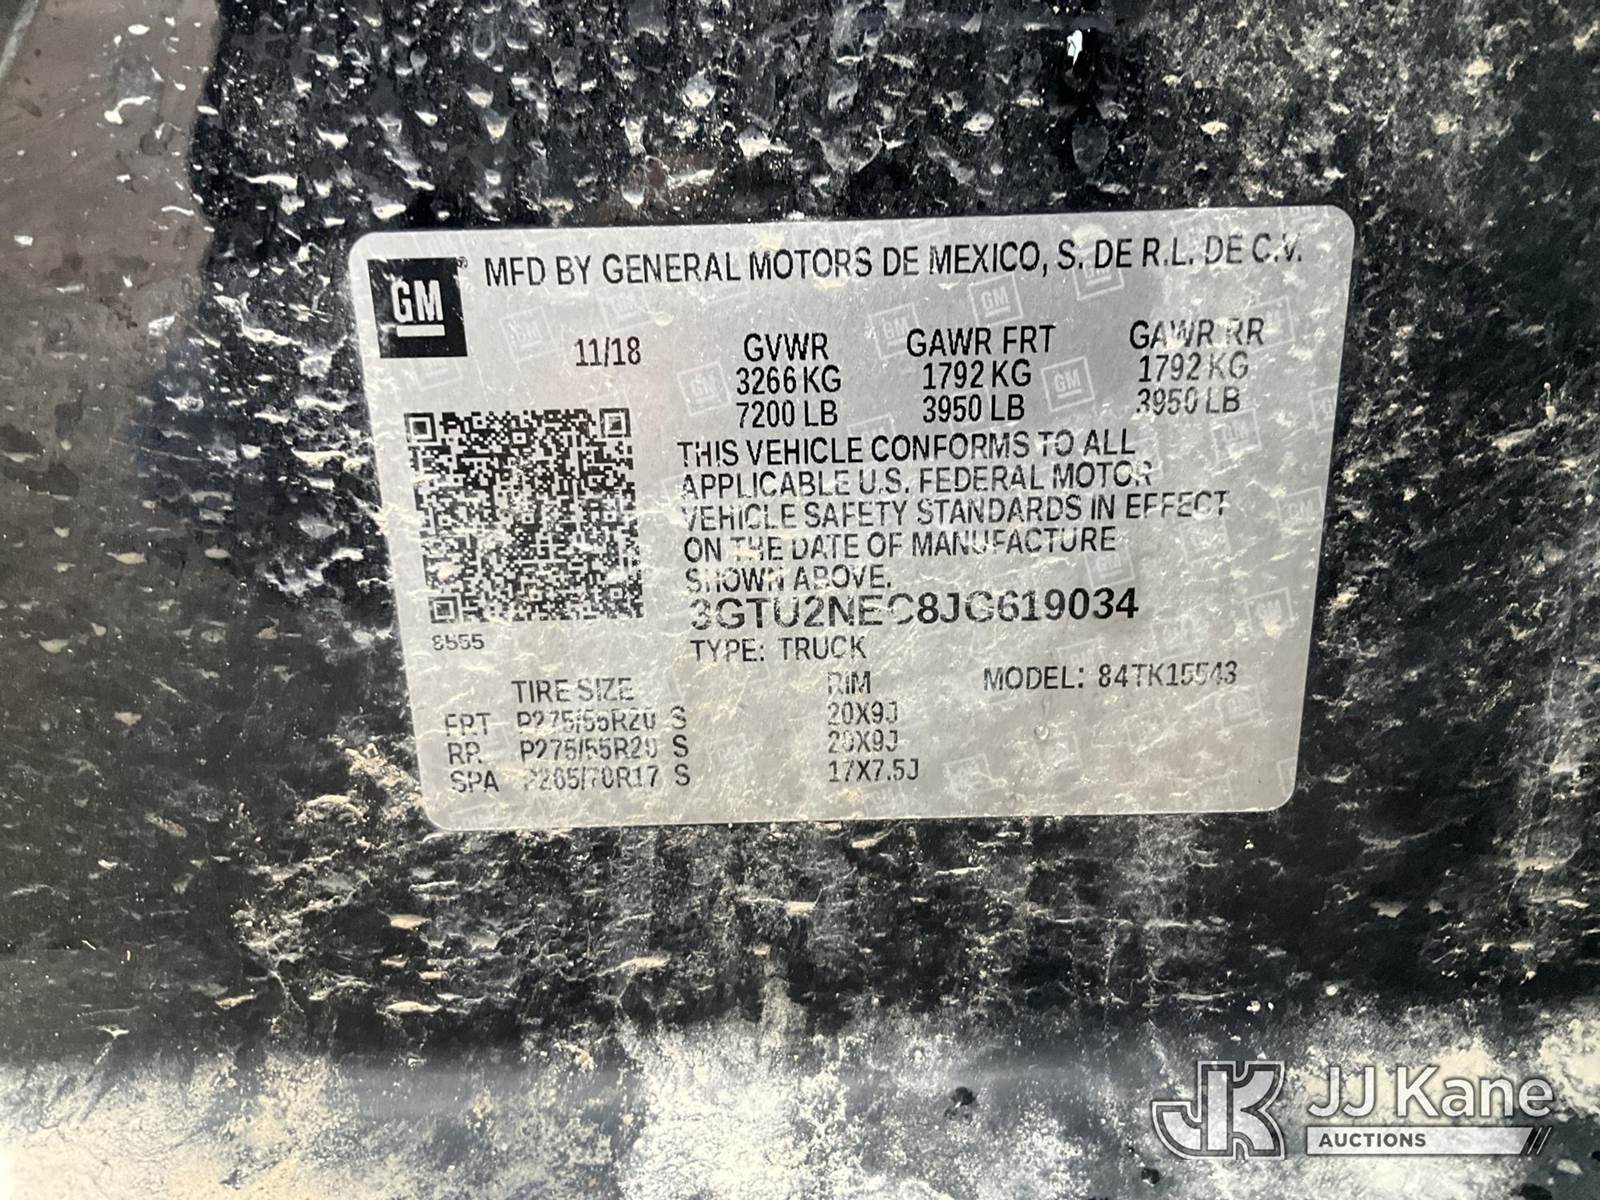 GM® MFD BY GENERAL MOTORS DE MEXICO, S. DE R.L. DE C.V.
11/18 GVWR GAWR FRT GAWR RR
3266 KG 1792 KG 1792 KG
7200 LB 3950 LB 3950 LB
THIS VEHICLE CONFORMS TO ALL
APPLICABLE U.S. FEDERAL MOTOR
VEHICLE SAFETY STANDARDS IN EFFECT
ON THE DATE OF MANUFACTURE
SHOWN ABOVE.
3GTU2NEC8JG619034
8555
TYPE: TRUCK
TIRE SIZE RIM MODEL: 84TK15543
FRT P275/55R20 S 20X9J
RR P275/55R20 S 20X9J
SPA P265/70R17 S 17X7.5J
JK JJ Kane
AUCTIONS